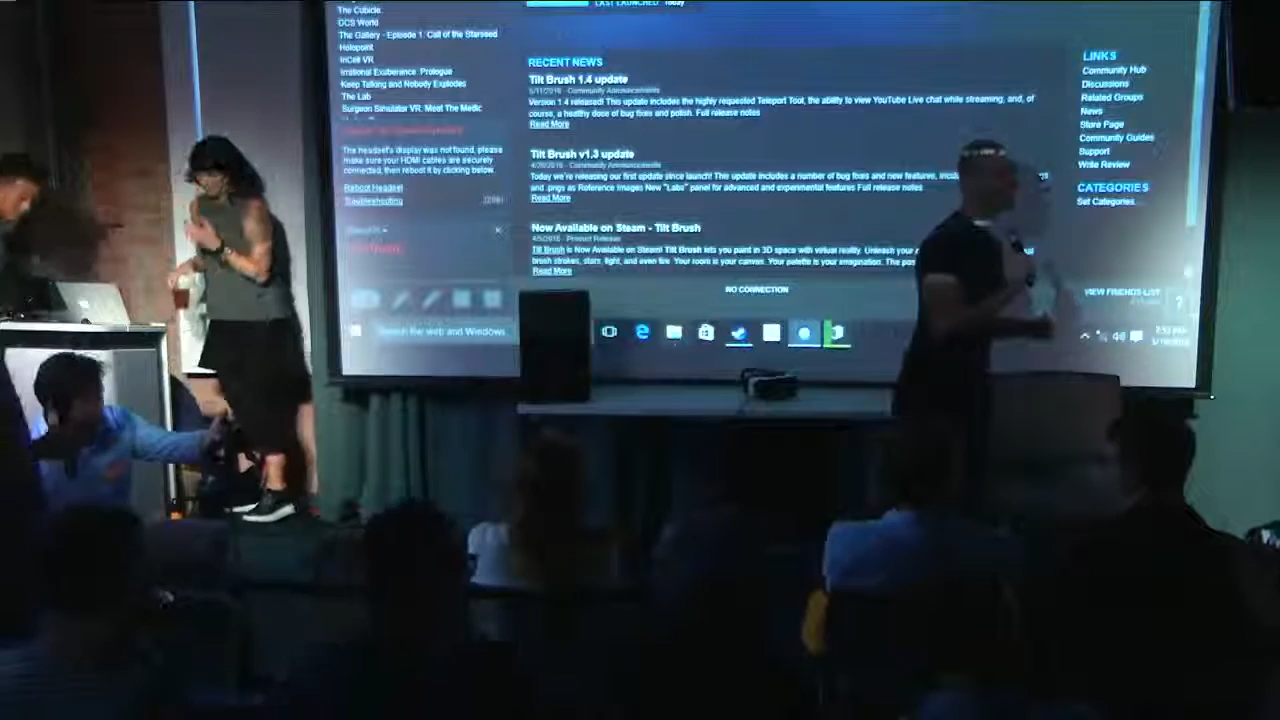 The Cubicle.
DCS World
The Gallery - Episode 1: Call of the Starseed
Holopoint
InCell VR
Irrational Exuberance: Prologue
Keep Talking and Nobody Explodes
The Lab
Surgeon Simulator VR: Meet The Medic
The headset's display was not found, please
make sure your HDMI cables are securely
connected, then reboot it by clicking below.
Reboot Headset
Troubleshooting
LAST LAUNCHED Today
RECENT NEWS
Tilt Brush 1.4 update
5/11/2016 - Community Announcements
Version 1.4 released! This update includes the highly requested Teleport Tool, the ability to view YouTube Live chat while streaming, and, of
course, a healthy dose of bug fixes and polish. Full release notes
Read More
Tilt Brush v1.3 update
Community Announcements
Today we're releasing our first update since launch! This update includes a number of bug fixes and new features,
and .pngs as Reference Images New "Labs" panel for advanced and experimental features Full release notes
Read More
Now Available on Steam - Tilt Brush
4/5/2016 - Product Release
Tilt Brush is Now Available on Steam! Tilt Brush lets you paint in 3D space with virtual reality. Unleash your
brush strokes, stars, light, and even fire. Your room is your canvas. Your palette is your imagination. The
Read More
NO CONNECTION
LINKS
Community Hub
Discussions
Related Groups
News
Store Page
Community Guides
Support
Write Review
CATEGORIES
Set Categories...
VIEW FRIENDS LIST
?
Search the web and Windows